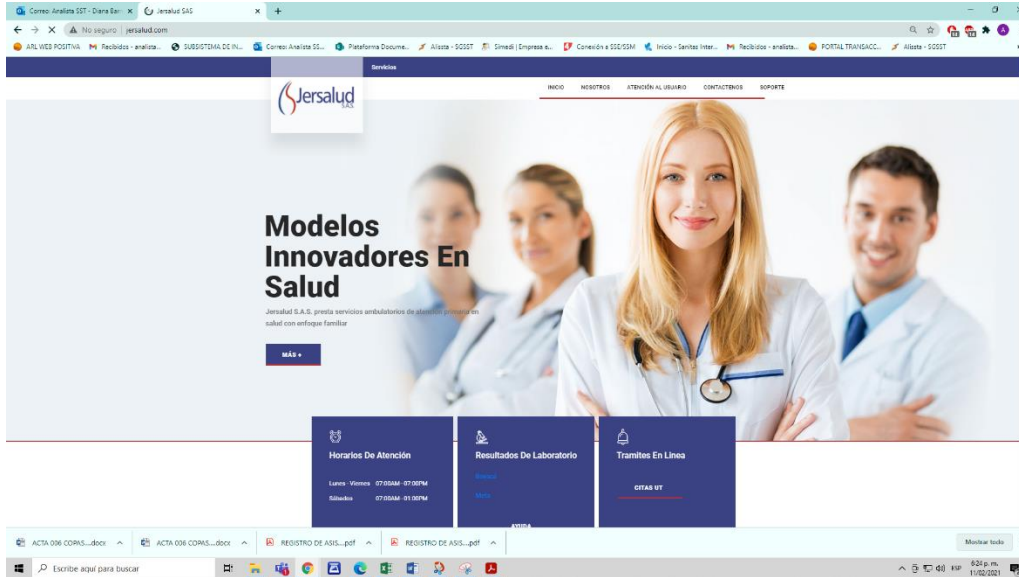 Correo: Analista SST - Diana Bar
Jersalud SAS
No seguro
jersalud.com
ARL WEB POSITIVA
Recibidos - analista...
SUBSISTEMA DE IN...
Correo: Analista SS...
Plataforma Docume...
Alissta - SGSST
Simedi | Empresa e...
Conexión a SSE/SSM
Inicio - Sanitas Inter...
Recibidos - analista...
PORTAL TRANSACC...
Alissta - SGSST
Servicios
Jersalud
SAS
INICIO NOSOTROS ATENCIÓN AL USUARIO CONTACTENOS SOPORTE
Modelos
Innovadores En
Salud
Jersalud S.A.S. presta servicios ambulatorios de atención primaria en
salud con enfoque familiar
MÁS +
Horarios De Atención
Lunes - Viernes 07:00AM - 07:00PM
Sábados 07:00AM - 01:00PM
Resultados De Laboratorio
Boyacá
Meta
AYUDA
Tramites En Linea
CITAS UT
ACTA 006 COPAS....docx
ACTA 006 COPAS....docx
REGISTRO DE ASIS....pdf
REGISTRO DE ASIS....pdf
Mostrar todo
Escribe aquí para buscar
ESP
6:24 p. m.
11/02/2021